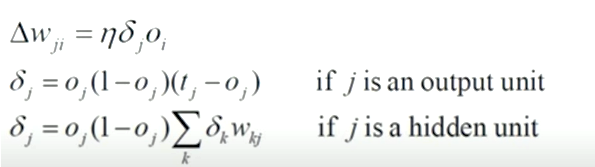 Δw_ji = ηδ_j o_i
δ_j = o_j(1−o_j)(t_j−o_j) if j is an output unit
δ_j = o_j(1−o_j)∑_k δ_k w_kj if j is a hidden unit